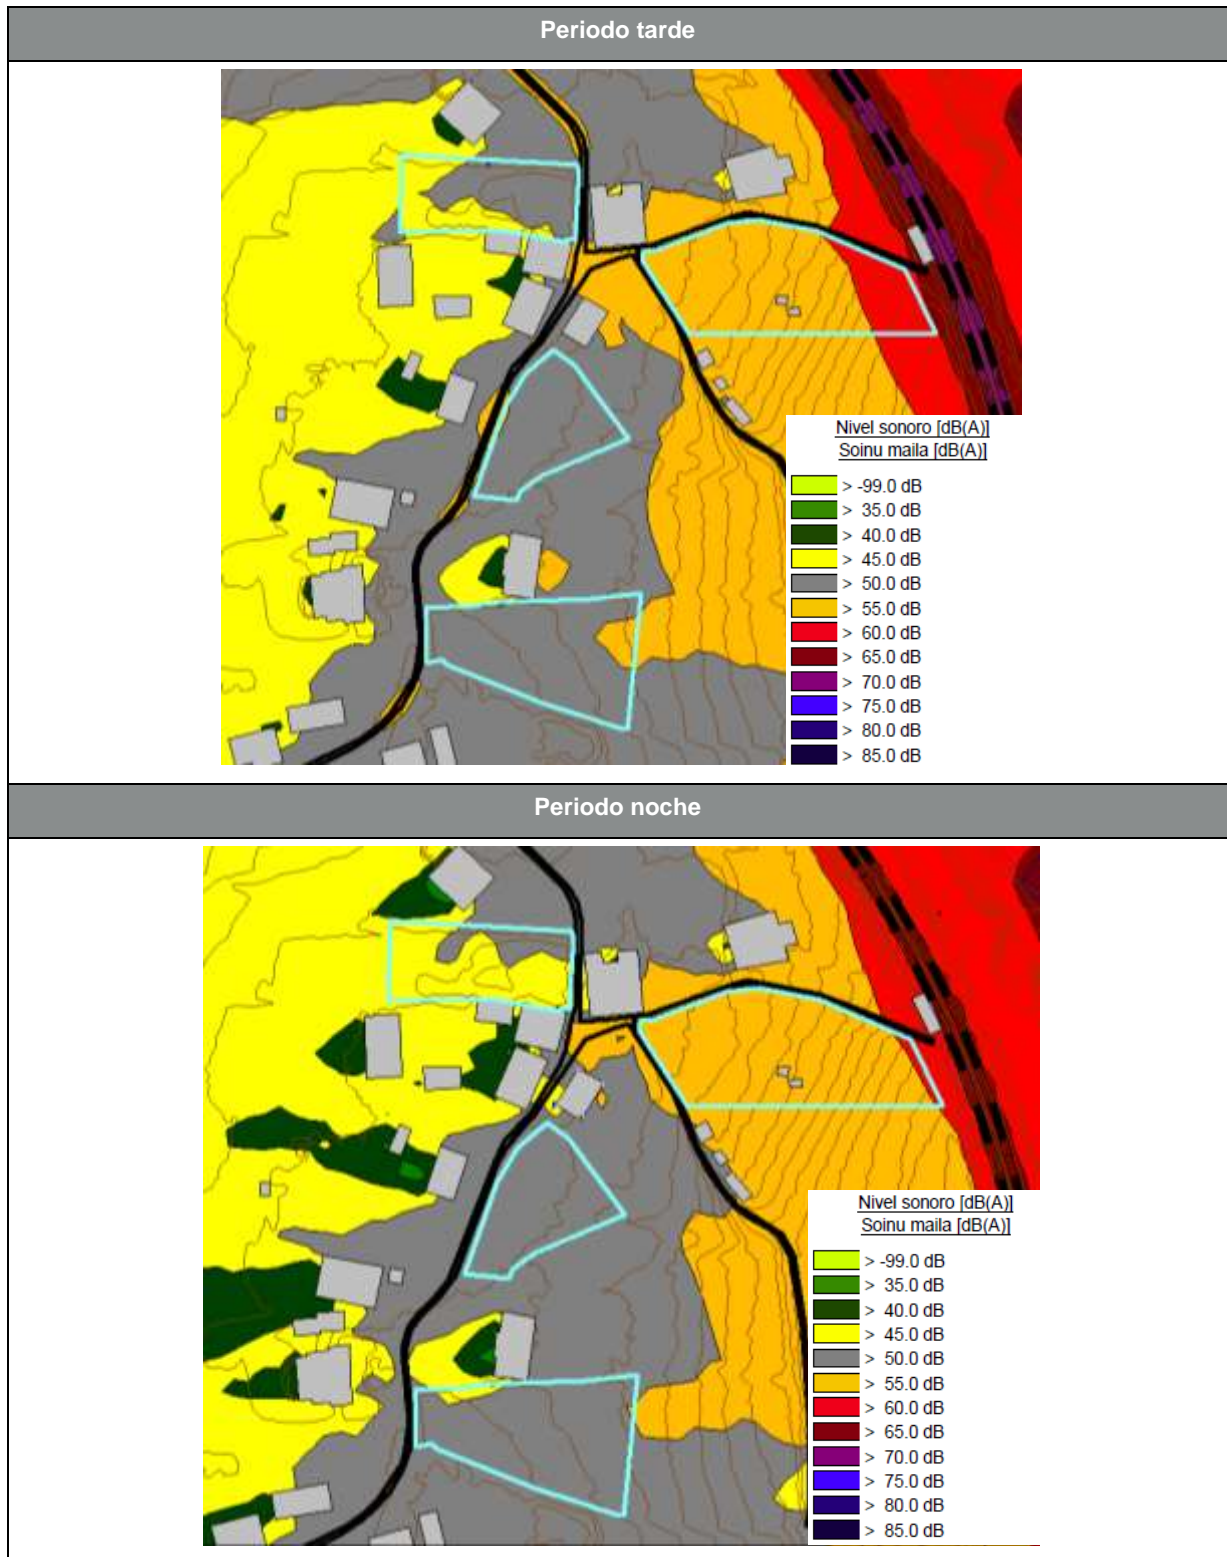 Periodo tarde
Nivel sonoro [dB(A)]
Soinu maila [dB(A)]
> -99.0 dB
> 35.0 dB
> 40.0 dB
> 45.0 dB
> 50.0 dB
> 55.0 dB
> 60.0 dB
> 65.0 dB
> 70.0 dB
> 75.0 dB
> 80.0 dB
> 85.0 dB
Periodo noche
Nivel sonoro [dB(A)]
Soinu maila [dB(A)]
> -99.0 dB
> 35.0 dB
> 40.0 dB
> 45.0 dB
> 50.0 dB
> 55.0 dB
> 60.0 dB
> 65.0 dB
> 70.0 dB
> 75.0 dB
> 80.0 dB
> 85.0 dB